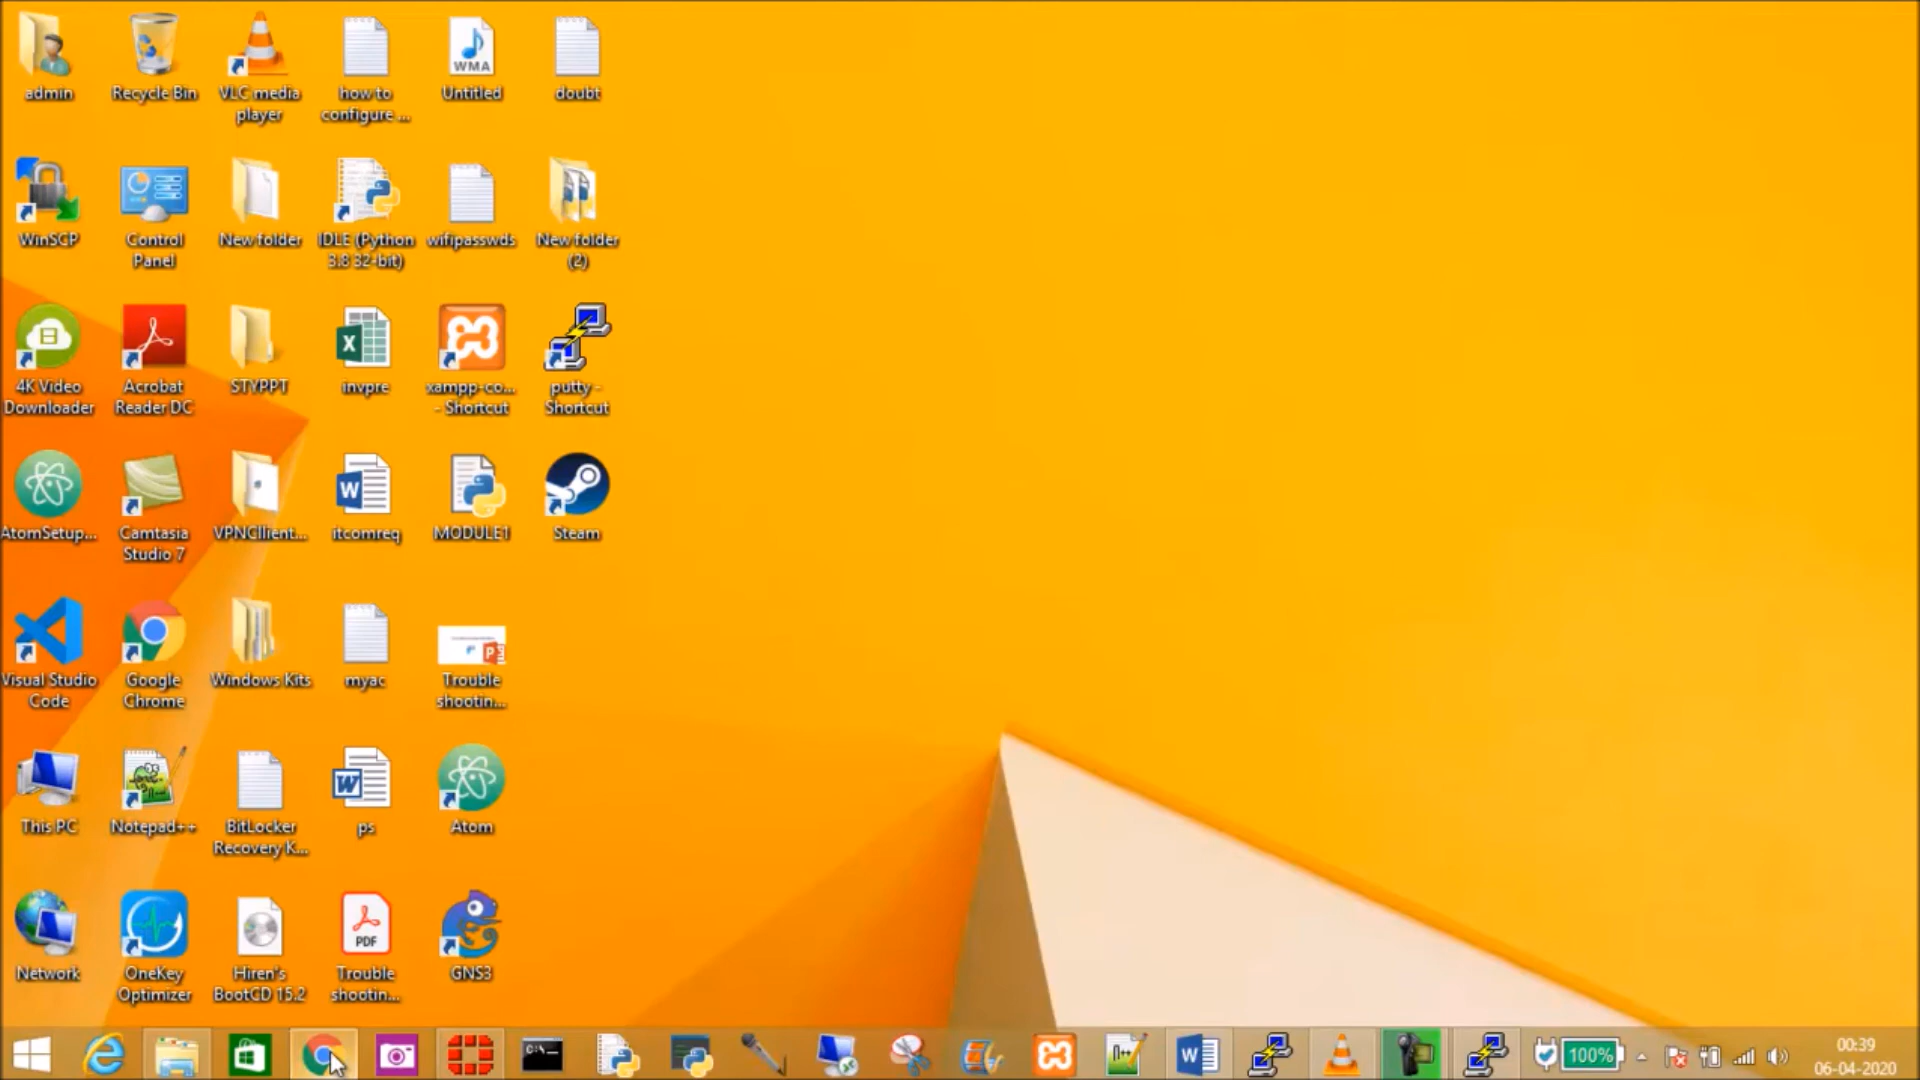 admin
Recycle Bin
VLC media
player
how to
configure ...
WMA
Untitled
doubt
WinSCP
Control
Panel
New folder
IDLE (Python
3.8 32-bit)
wifipasswds
New folder
(2)
4K Video
Downloader
Acrobat
Reader DC
STYPPT
invpre
xampp-co...
- Shortcut
putty -
Shortcut
AtomSetup...
Camtasia
Studio 7
VPNClIient...
itcomreq
MODULE1
Steam
Visual Studio
Code
Google
Chrome
Windows Kits
myac
Trouble
shootin...
This PC
Notepad++
BitLocker
Recovery K...
ps
Atom
Network
OneKey
Optimizer
Hiren's
BootCD 15.2
PDF
Trouble
shootin...
GNS3
100%
00:39
06-04-2020